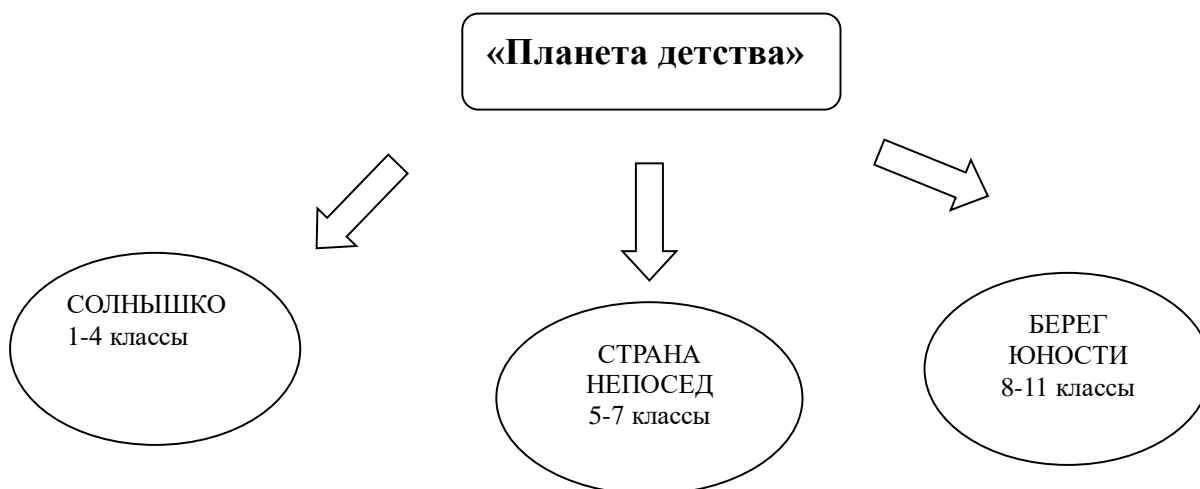 «Планета детства»
СОЛНЫШКО
1-4 классы
СТРАНА
НЕПОСЕД
5-7 классы
БЕРЕГ
ЮНОСТИ
8-11 классы